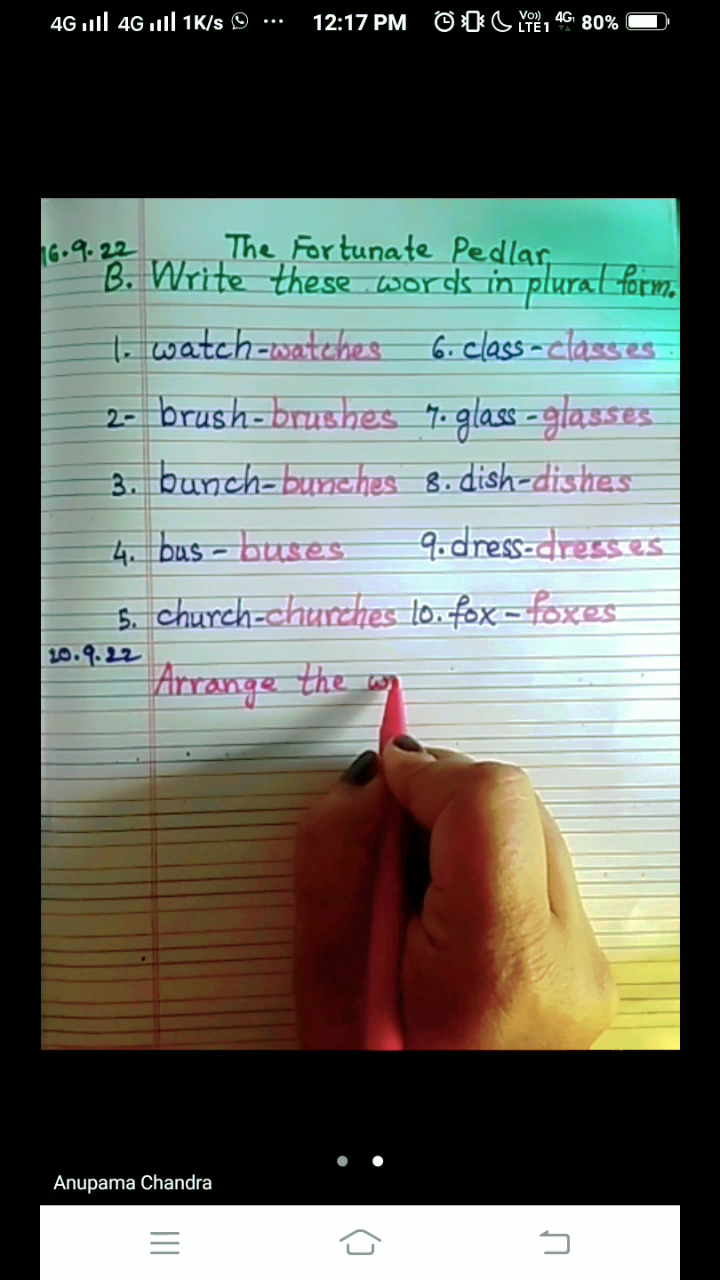 4G 4G 1K/s ... 12:17 PM Vo)) LTE1 4G 80%
16.9.22 The Fortunate Pedlar
B. Write these words in plural form.
1. watch-watches 6. class-classes
2- brush-brushes 7. glass-glasses
3. bunch-bunches 8. dish-dishes
4. bus-buses 9. dress-dresses
5. church-churches 10. fox-foxes
20.9.22
Arrange the
Anupama Chandra